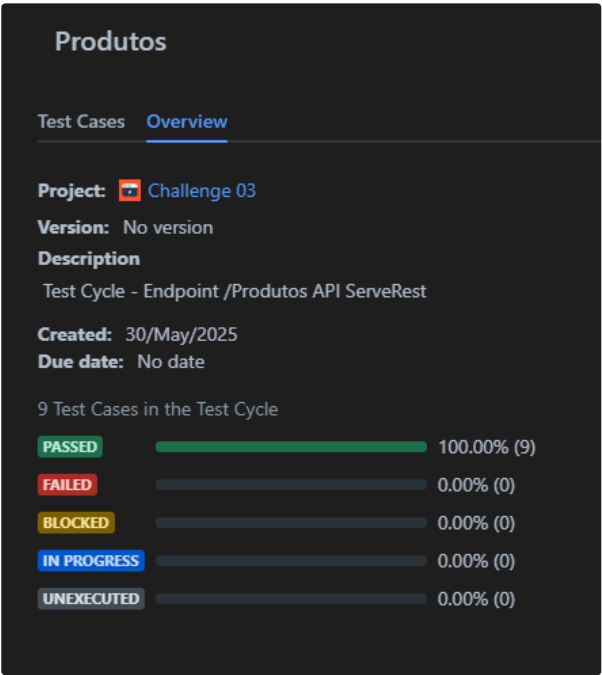 Produtos
Test Cases Overview
Project: Challenge 03
Version: No version
Description
Test Cycle - Endpoint /Produtos API ServeRest
Created: 30/May/2025
Due date: No date
9 Test Cases in the Test Cycle
PASSED 100.00% (9)
FAILED 0.00% (0)
BLOCKED 0.00% (0)
IN PROGRESS 0.00% (0)
UNEXECUTED 0.00% (0)